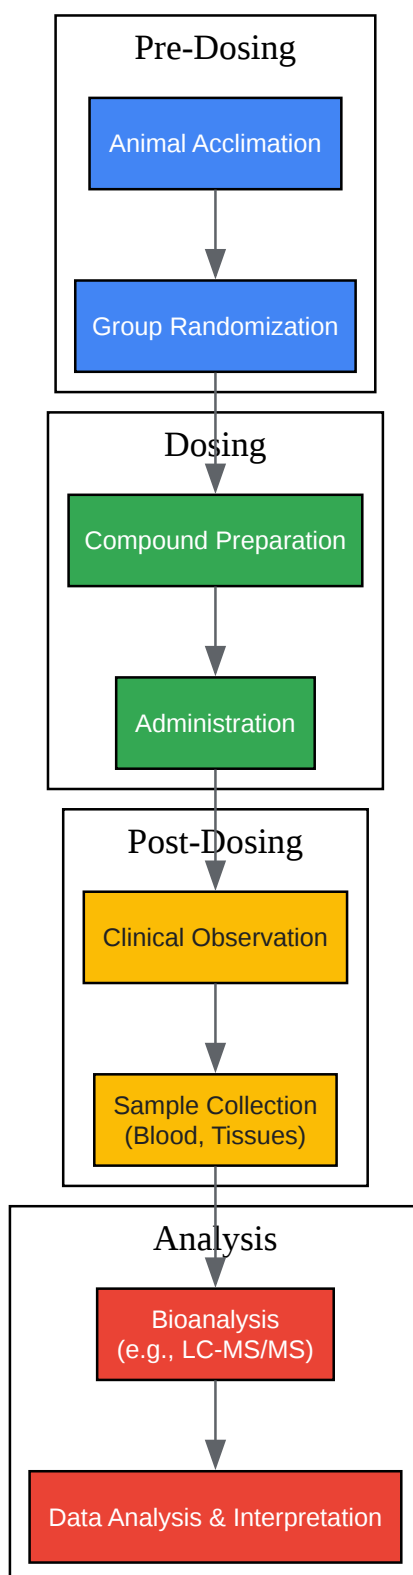 Pre-Dosing
Animal Acclimation
Group Randomization
Dosing
Compound Preparation
Administration
Post-Dosing
Clinical Observation
Sample Collection
(Blood, Tissues)
Analysis
Bioanalysis
(e.g., LC-MS/MS)
Data Analysis & Interpretation